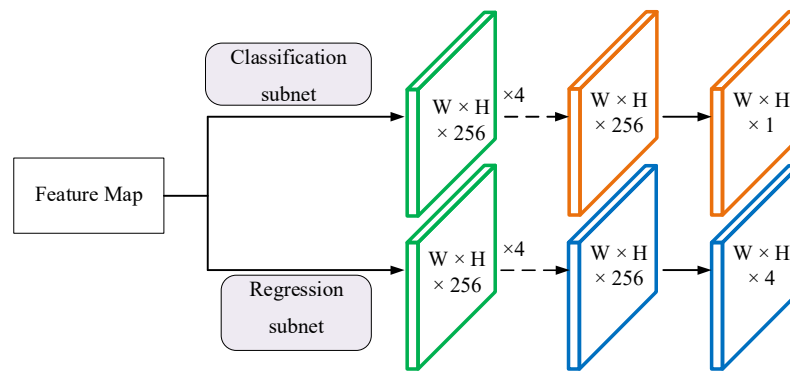 Classification
subnet
W × H
× 256
×4
W × H
× 256
W × H
× 1
Feature Map
W × H
× 256
×4
W × H
× 256
W × H
× 4
Regression
subnet